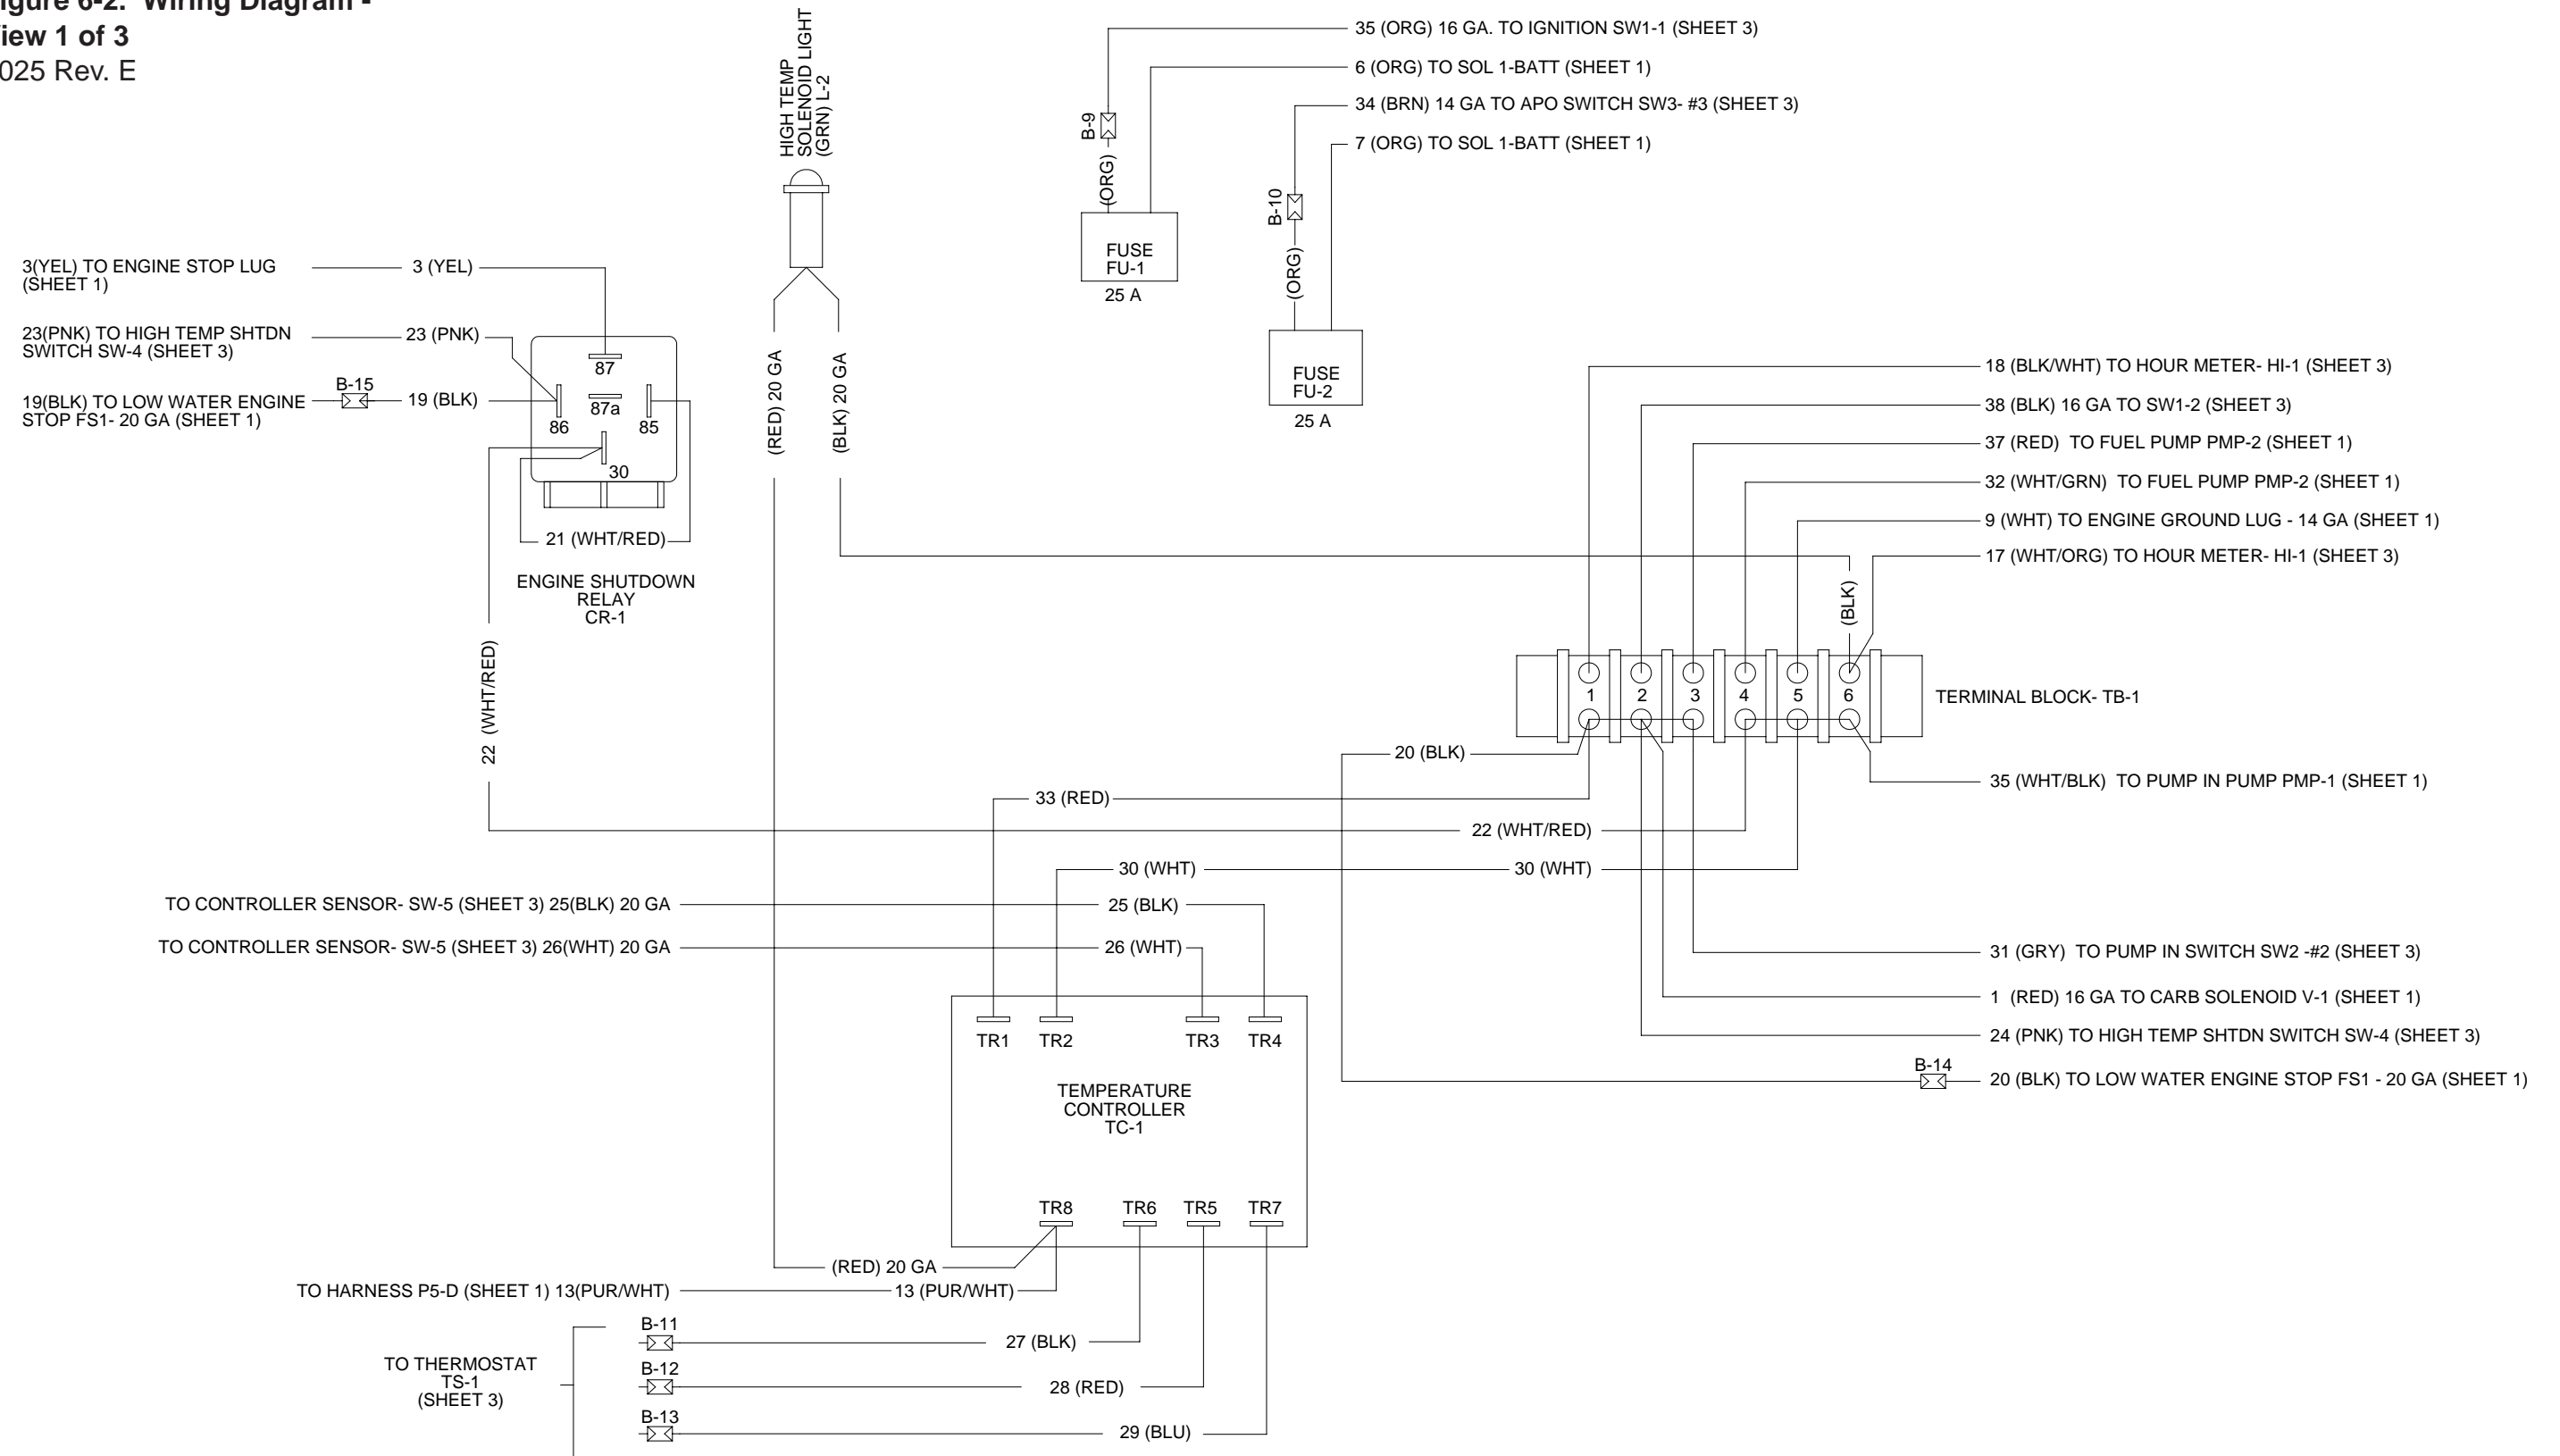 igure 6-2. Wiring Diagram -
iew 1 of 3
025 Rev. E
HIGH TEMP
SOLENOID LIGHT
(GRN) L-2
35 (ORG) 16 GA. TO IGNITION SW1-1 (SHEET 3)
6 (ORG) TO SOL 1-BATT (SHEET 1)
34 (BRN) 14 GA TO APO SWITCH SW3- #3 (SHEET 3)
7 (ORG) TO SOL 1-BATT (SHEET 1)
B-9
(ORG)
B-10
(ORG)
FUSE
FU-1
25 A
FUSE
FU-2
25 A
3(YEL) TO ENGINE STOP LUG
(SHEET 1)
3 (YEL)
23(PNK) TO HIGH TEMP SHTDN
SWITCH SW-4 (SHEET 3)
23 (PNK)
19(BLK) TO LOW WATER ENGINE
STOP FS1- 20 GA (SHEET 1)
B-15
19 (BLK)
87
87a
86
85
30
21 (WHT/RED)
ENGINE SHUTDOWN
RELAY
CR-1
(RED) 20 GA
(BLK) 20 GA
18 (BLK/WHT) TO HOUR METER- HI-1 (SHEET 3)
38 (BLK) 16 GA TO SW1-2 (SHEET 3)
37 (RED) TO FUEL PUMP PMP-2 (SHEET 1)
32 (WHT/GRN) TO FUEL PUMP PMP-2 (SHEET 1)
9 (WHT) TO ENGINE GROUND LUG - 14 GA (SHEET 1)
17 (WHT/ORG) TO HOUR METER- HI-1 (SHEET 3)
(BLK)
1
2
3
4
5
6
TERMINAL BLOCK- TB-1
22 (WHT/RED)
20 (BLK)
35 (WHT/BLK) TO PUMP IN PUMP PMP-1 (SHEET 1)
33 (RED)
22 (WHT/RED)
30 (WHT)
30 (WHT)
TO CONTROLLER SENSOR- SW-5 (SHEET 3) 25(BLK) 20 GA
25 (BLK)
TO CONTROLLER SENSOR- SW-5 (SHEET 3) 26(WHT) 20 GA
26 (WHT)
31 (GRY) TO PUMP IN SWITCH SW2 -#2 (SHEET 3)
1 (RED) 16 GA TO CARB SOLENOID V-1 (SHEET 1)
24 (PNK) TO HIGH TEMP SHTDN SWITCH SW-4 (SHEET 3)
B-14
20 (BLK) TO LOW WATER ENGINE STOP FS1 - 20 GA (SHEET 1)
TR1
TR2
TR3
TR4
TEMPERATURE
CONTROLLER
TC-1
TR8
TR6
TR5
TR7
(RED) 20 GA
TO HARNESS P5-D (SHEET 1) 13(PUR/WHT)
13 (PUR/WHT)
B-11
27 (BLK)
TO THERMOSTAT
TS-1
(SHEET 3)
B-12
28 (RED)
B-13
29 (BLU)